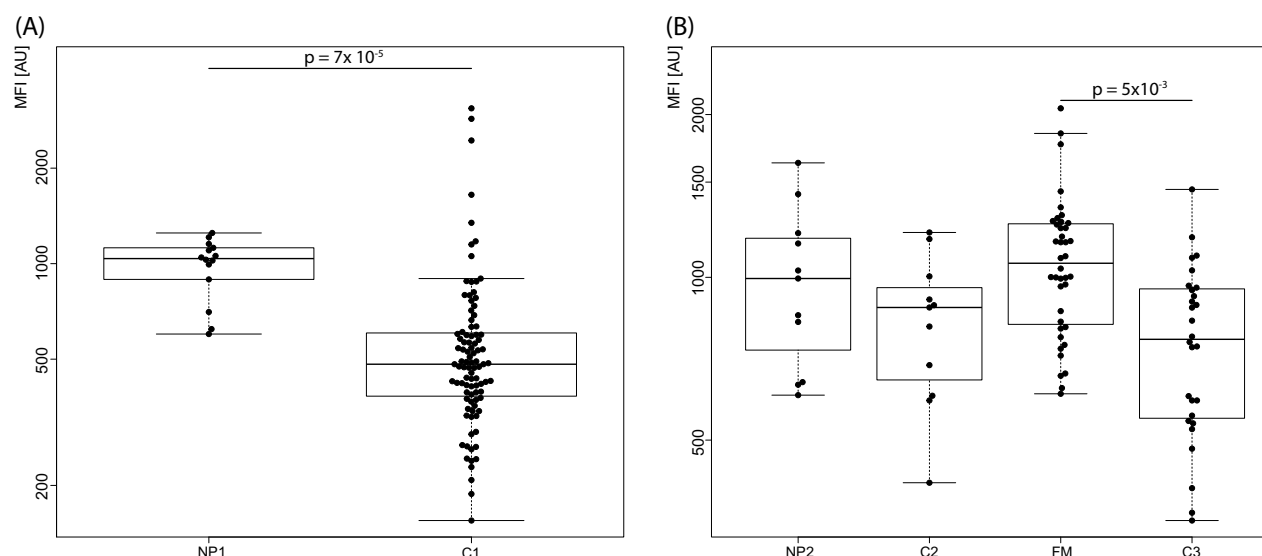 (A)
MFI [AU]
p = 7x 10-5
2000
1000
500
200
NP1
C1
(B)
MFI [AU]
p = 5x10-3
2000
1500
1000
500
NP2
C2
FM
C3